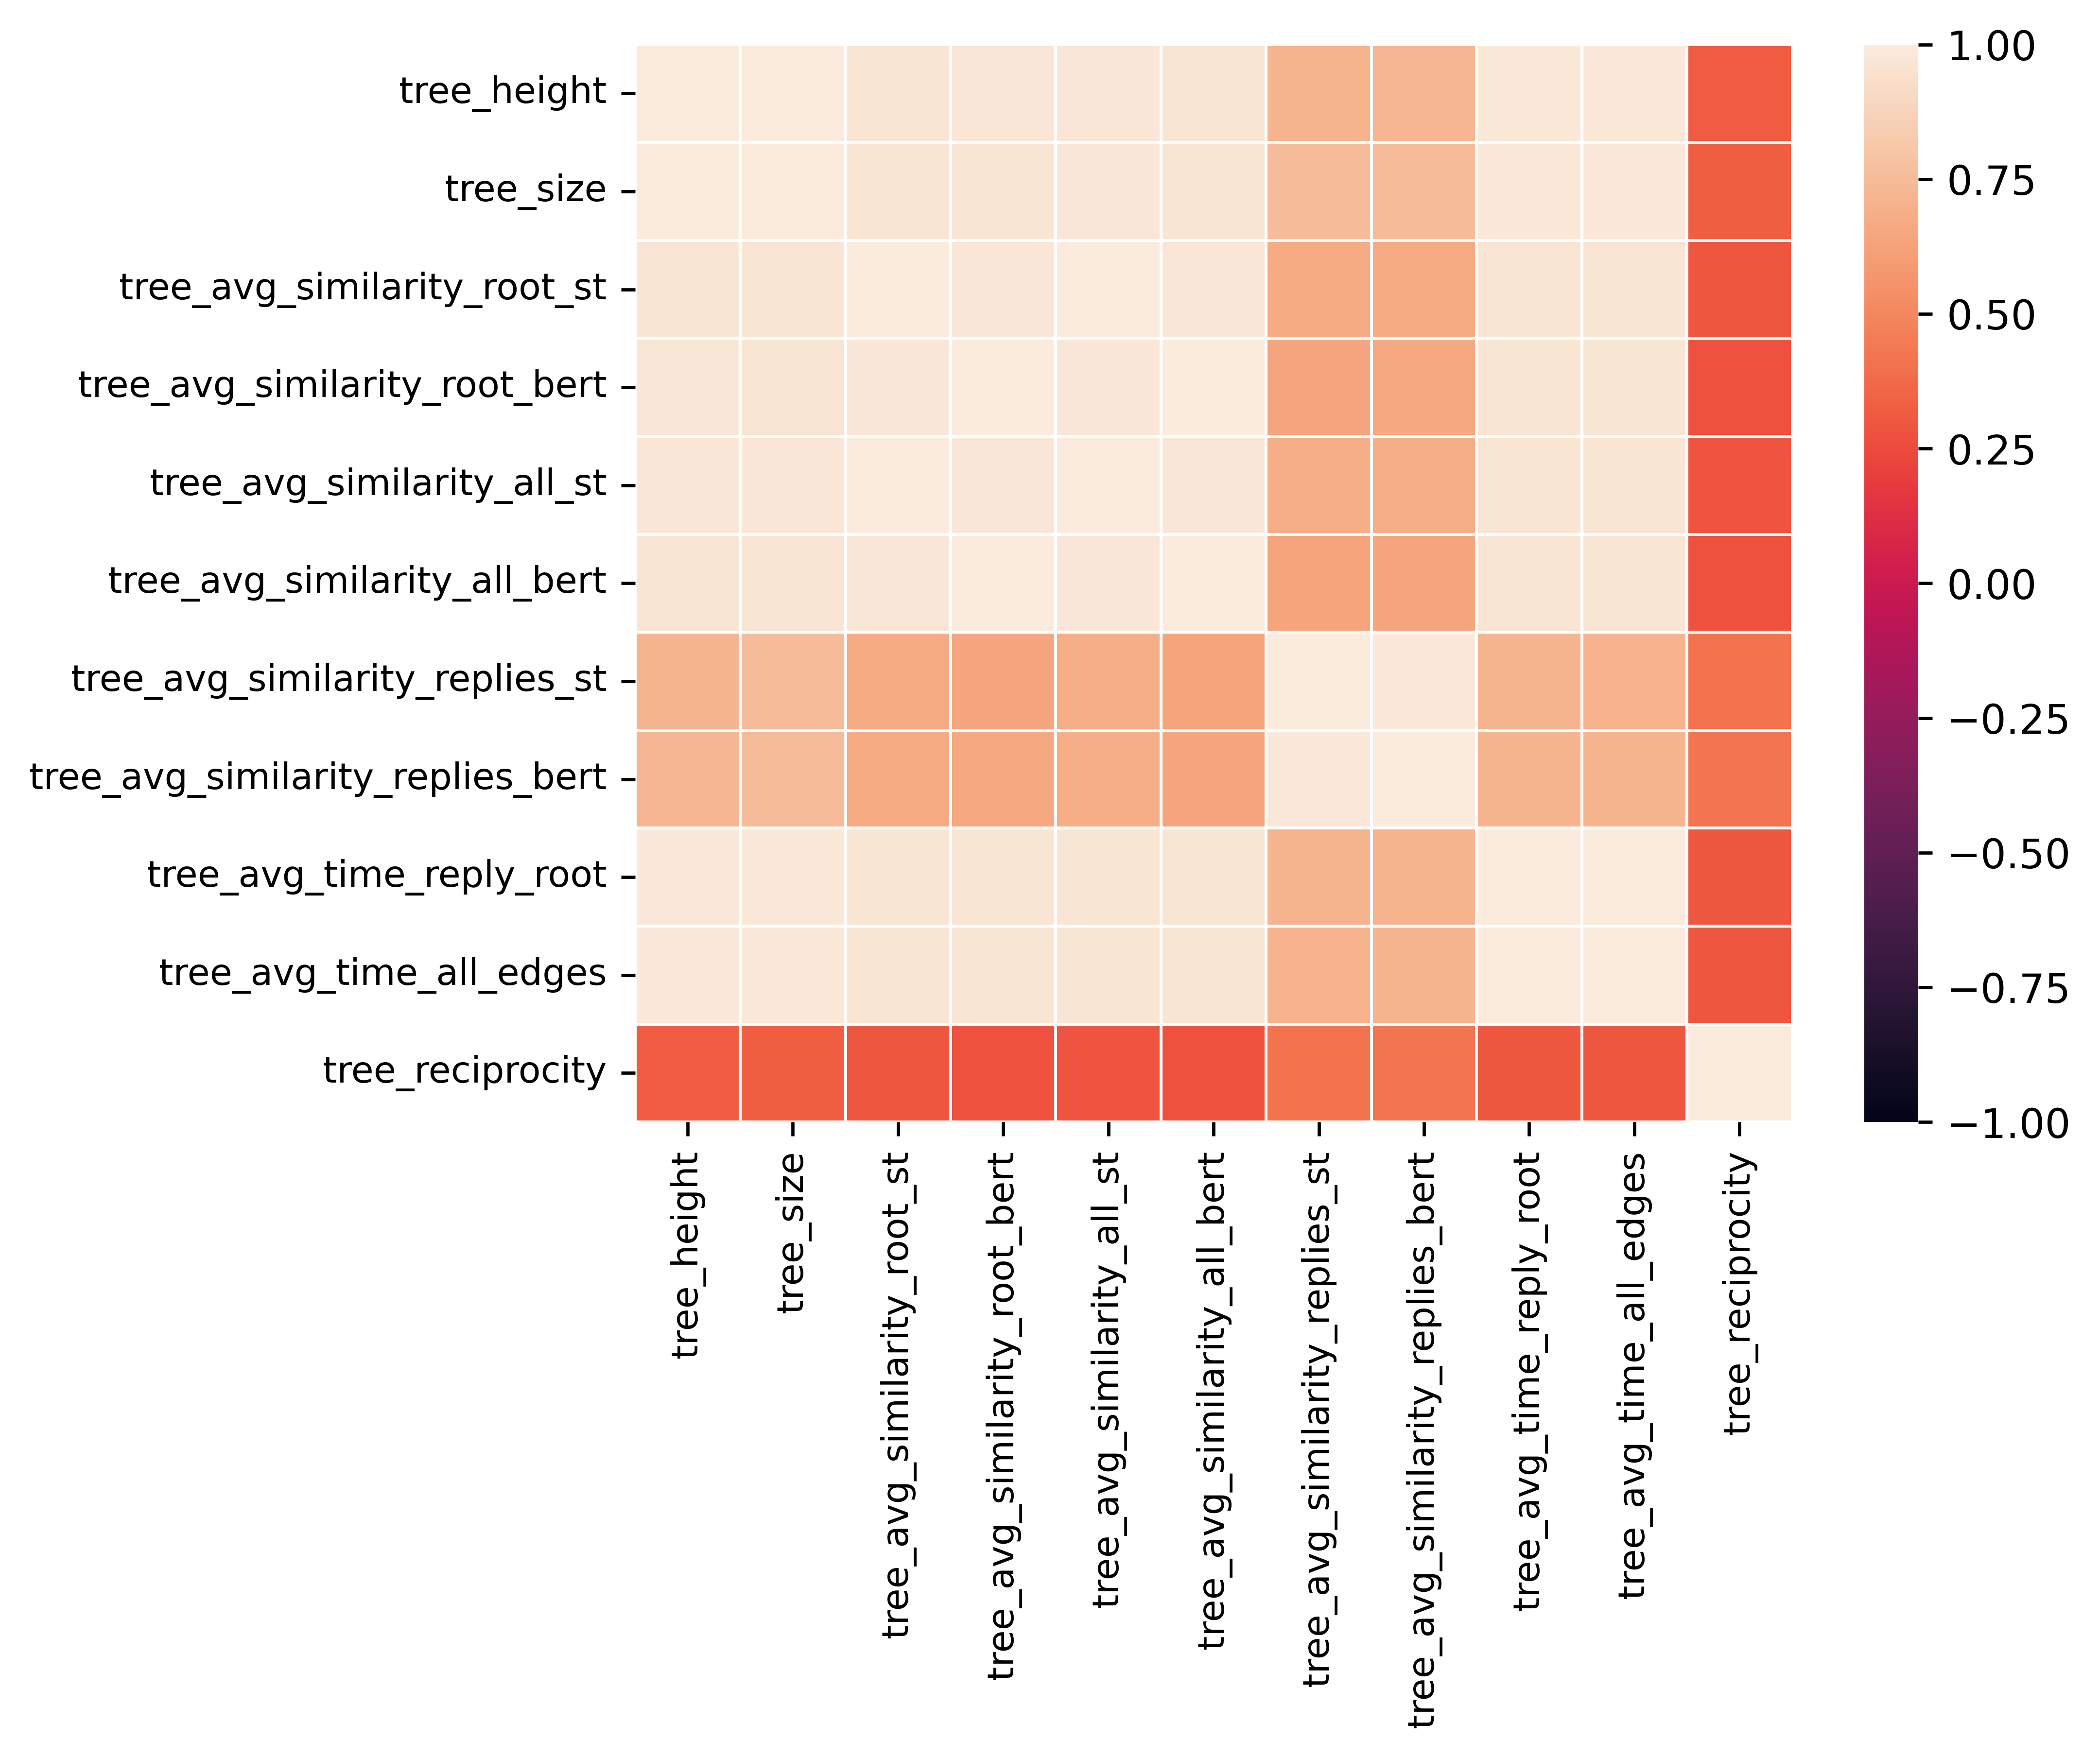 tree_height
tree_size
tree_avg_similarity_root_st
tree_avg_similarity_root_bert
tree_avg_similarity_all_st
tree_avg_similarity_all_bert
tree_avg_similarity_replies_st
tree_avg_similarity_replies_bert
tree_avg_time_reply_root
tree_avg_time_all_edges
tree_reciprocity
tree_height
tree_size
tree_avg_similarity_root_st
tree_avg_similarity_root_bert
tree_avg_similarity_all_st
tree_avg_similarity_all_bert
tree_avg_similarity_replies_st
tree_avg_similarity_replies_bert
tree_avg_time_reply_root
tree_avg_time_all_edges
tree_reciprocity
1.00
0.75
0.50
0.25
0.00
−0.25
−0.50
−0.75
−1.00